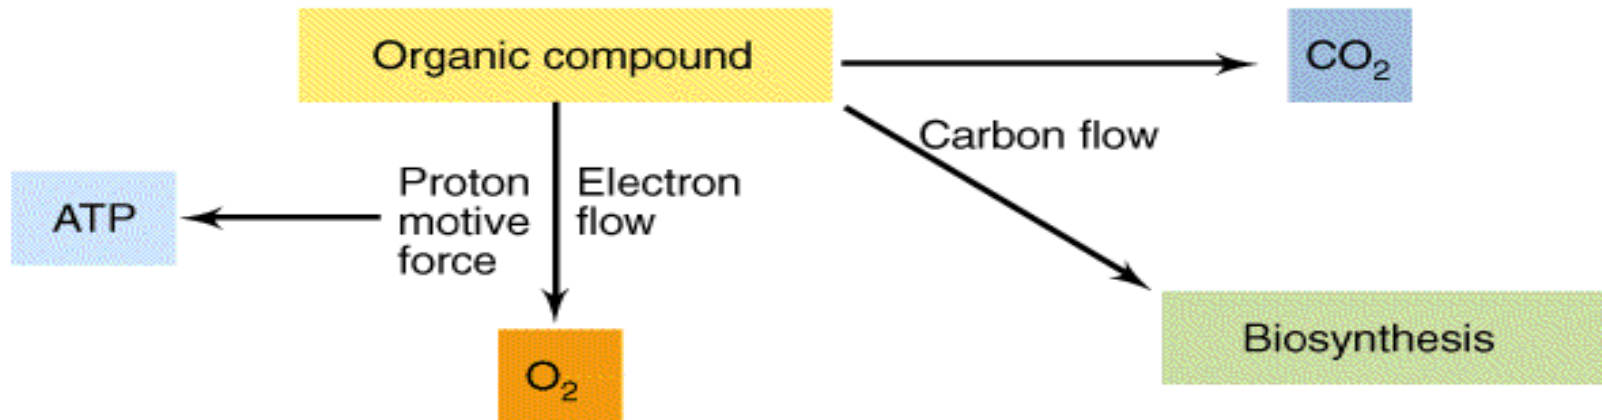 Organic compound
CO₂
Carbon flow
Proton
motive
force
Electron
flow
ATP
O₂
Biosynthesis